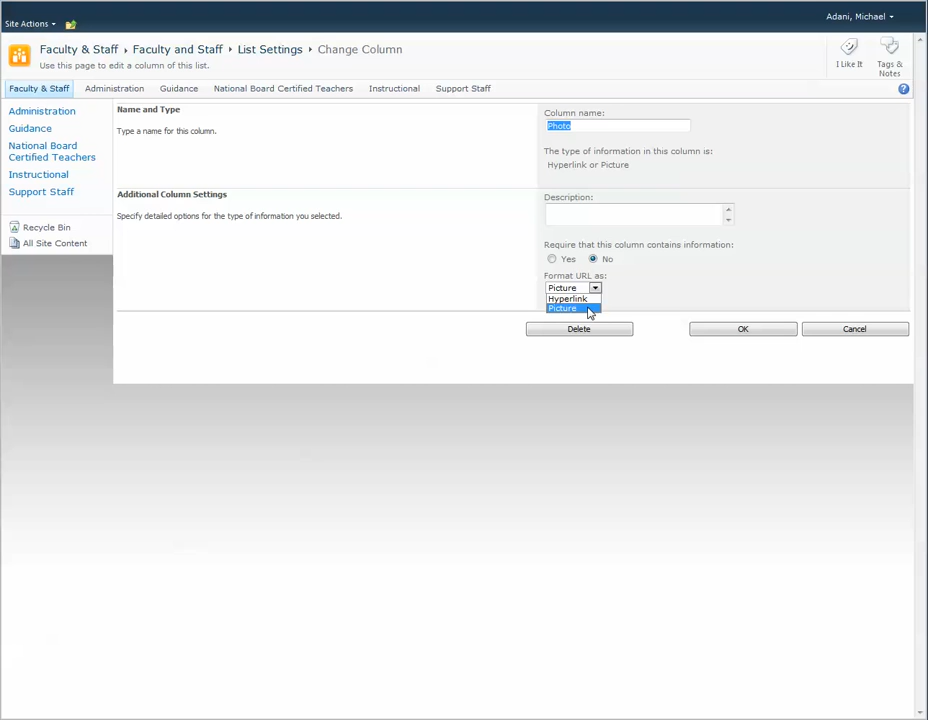 Adani, Michael
Site Actions
Faculty & Staff › Faculty and Staff › List Settings › Change Column
Use this page to edit a column of this list.
I Like It
Tags & Notes
Faculty & Staff
Administration
Guidance
National Board Certified Teachers
Instructional
Support Staff
Administration
Guidance
National Board
Certified Teachers
Instructional
Support Staff
Recycle Bin
All Site Content
Name and Type
Type a name for this column.
Column name:
Photo
The type of information in this column is:
Hyperlink or Picture
Additional Column Settings
Specify detailed options for the type of information you selected.
Description:
Require that this column contains information:
Yes
No
Format URL as:
Picture
Hyperlink
Picture
Delete
OK
Cancel